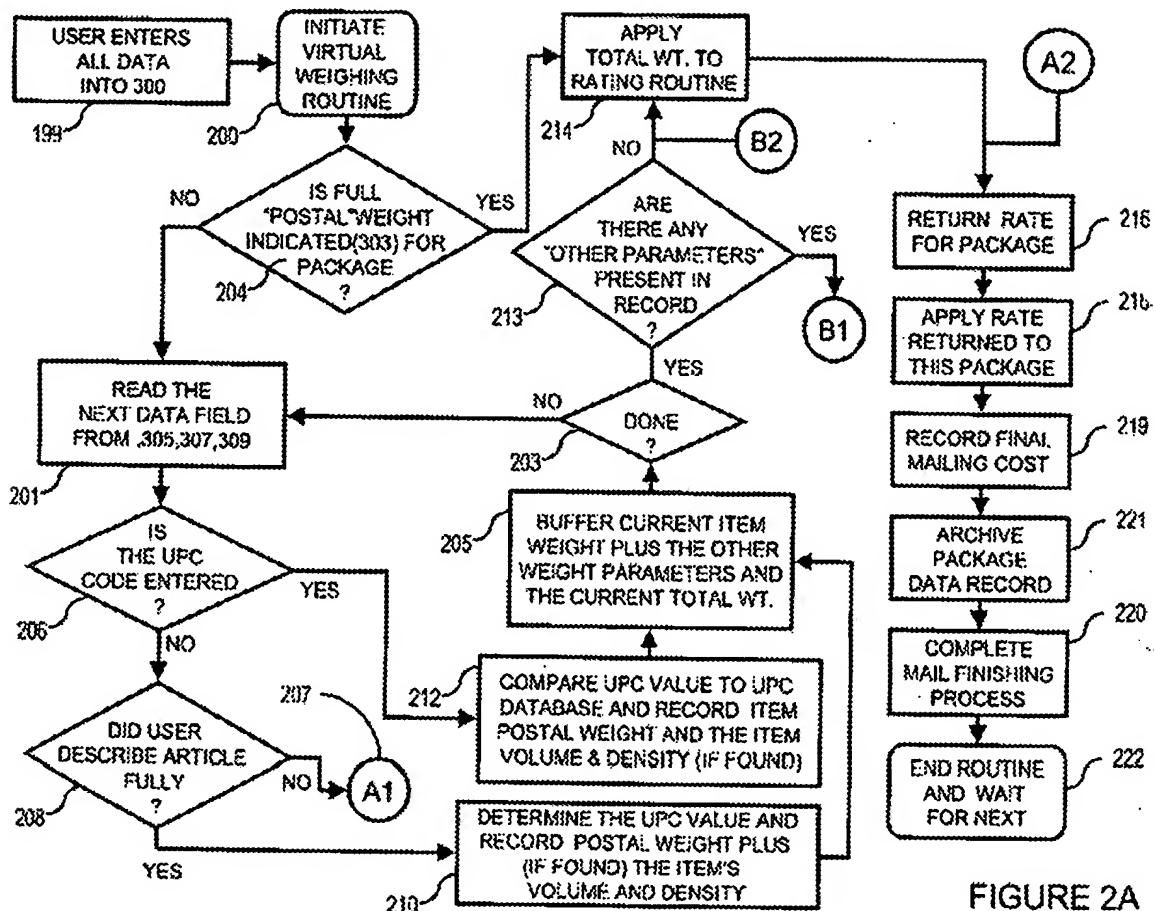 USER ENTERS
ALL DATA
INTO 300
199
INITIATE
VIRTUAL
WEIGHING
ROUTINE
200
APPLY
TOTAL WT. TO
RATING ROUTINE
214
A2
B2
NO
NO
IS FULL
"POSTAL"WEIGHT
INDICATED(303) FOR
PACKAGE
?
204
YES
ARE
THERE ANY
"OTHER PARAMETERS"
PRESENT IN
RECORD
?
213
YES
B1
RETURN RATE
FOR PACKAGE
216
APPLY RATE
RETURNED TO
THIS PACKAGE
218
READ THE
NEXT DATA FIELD
FROM ,305,307,309
201
NO
YES
DONE
?
203
RECORD FINAL
MAILING COST
219
IS
THE UPC
CODE ENTERED
?
206
YES
NO
BUFFER CURRENT ITEM
WEIGHT PLUS THE OTHER
WEIGHT PARAMETERS AND
THE CURRENT TOTAL WT.
205
ARCHIVE
PACKAGE
DATA RECORD
221
COMPLETE
MAIL FINISHING
PROCESS
220
DID USER
DESCRIBE ARTICLE
FULLY
?
208
NO
207
A1
212
COMPARE UPC VALUE TO UPC
DATABASE AND RECORD ITEM
POSTAL WEIGHT AND THE ITEM
VOLUME & DENSITY (IF FOUND)
END ROUTINE
AND WAIT
FOR NEXT
222
YES
DETERMINE THE UPC VALUE AND
RECORD POSTAL WEIGHT PLUS
(IF FOUND) THE ITEM'S
VOLUME AND DENSITY
210
FIGURE 2A